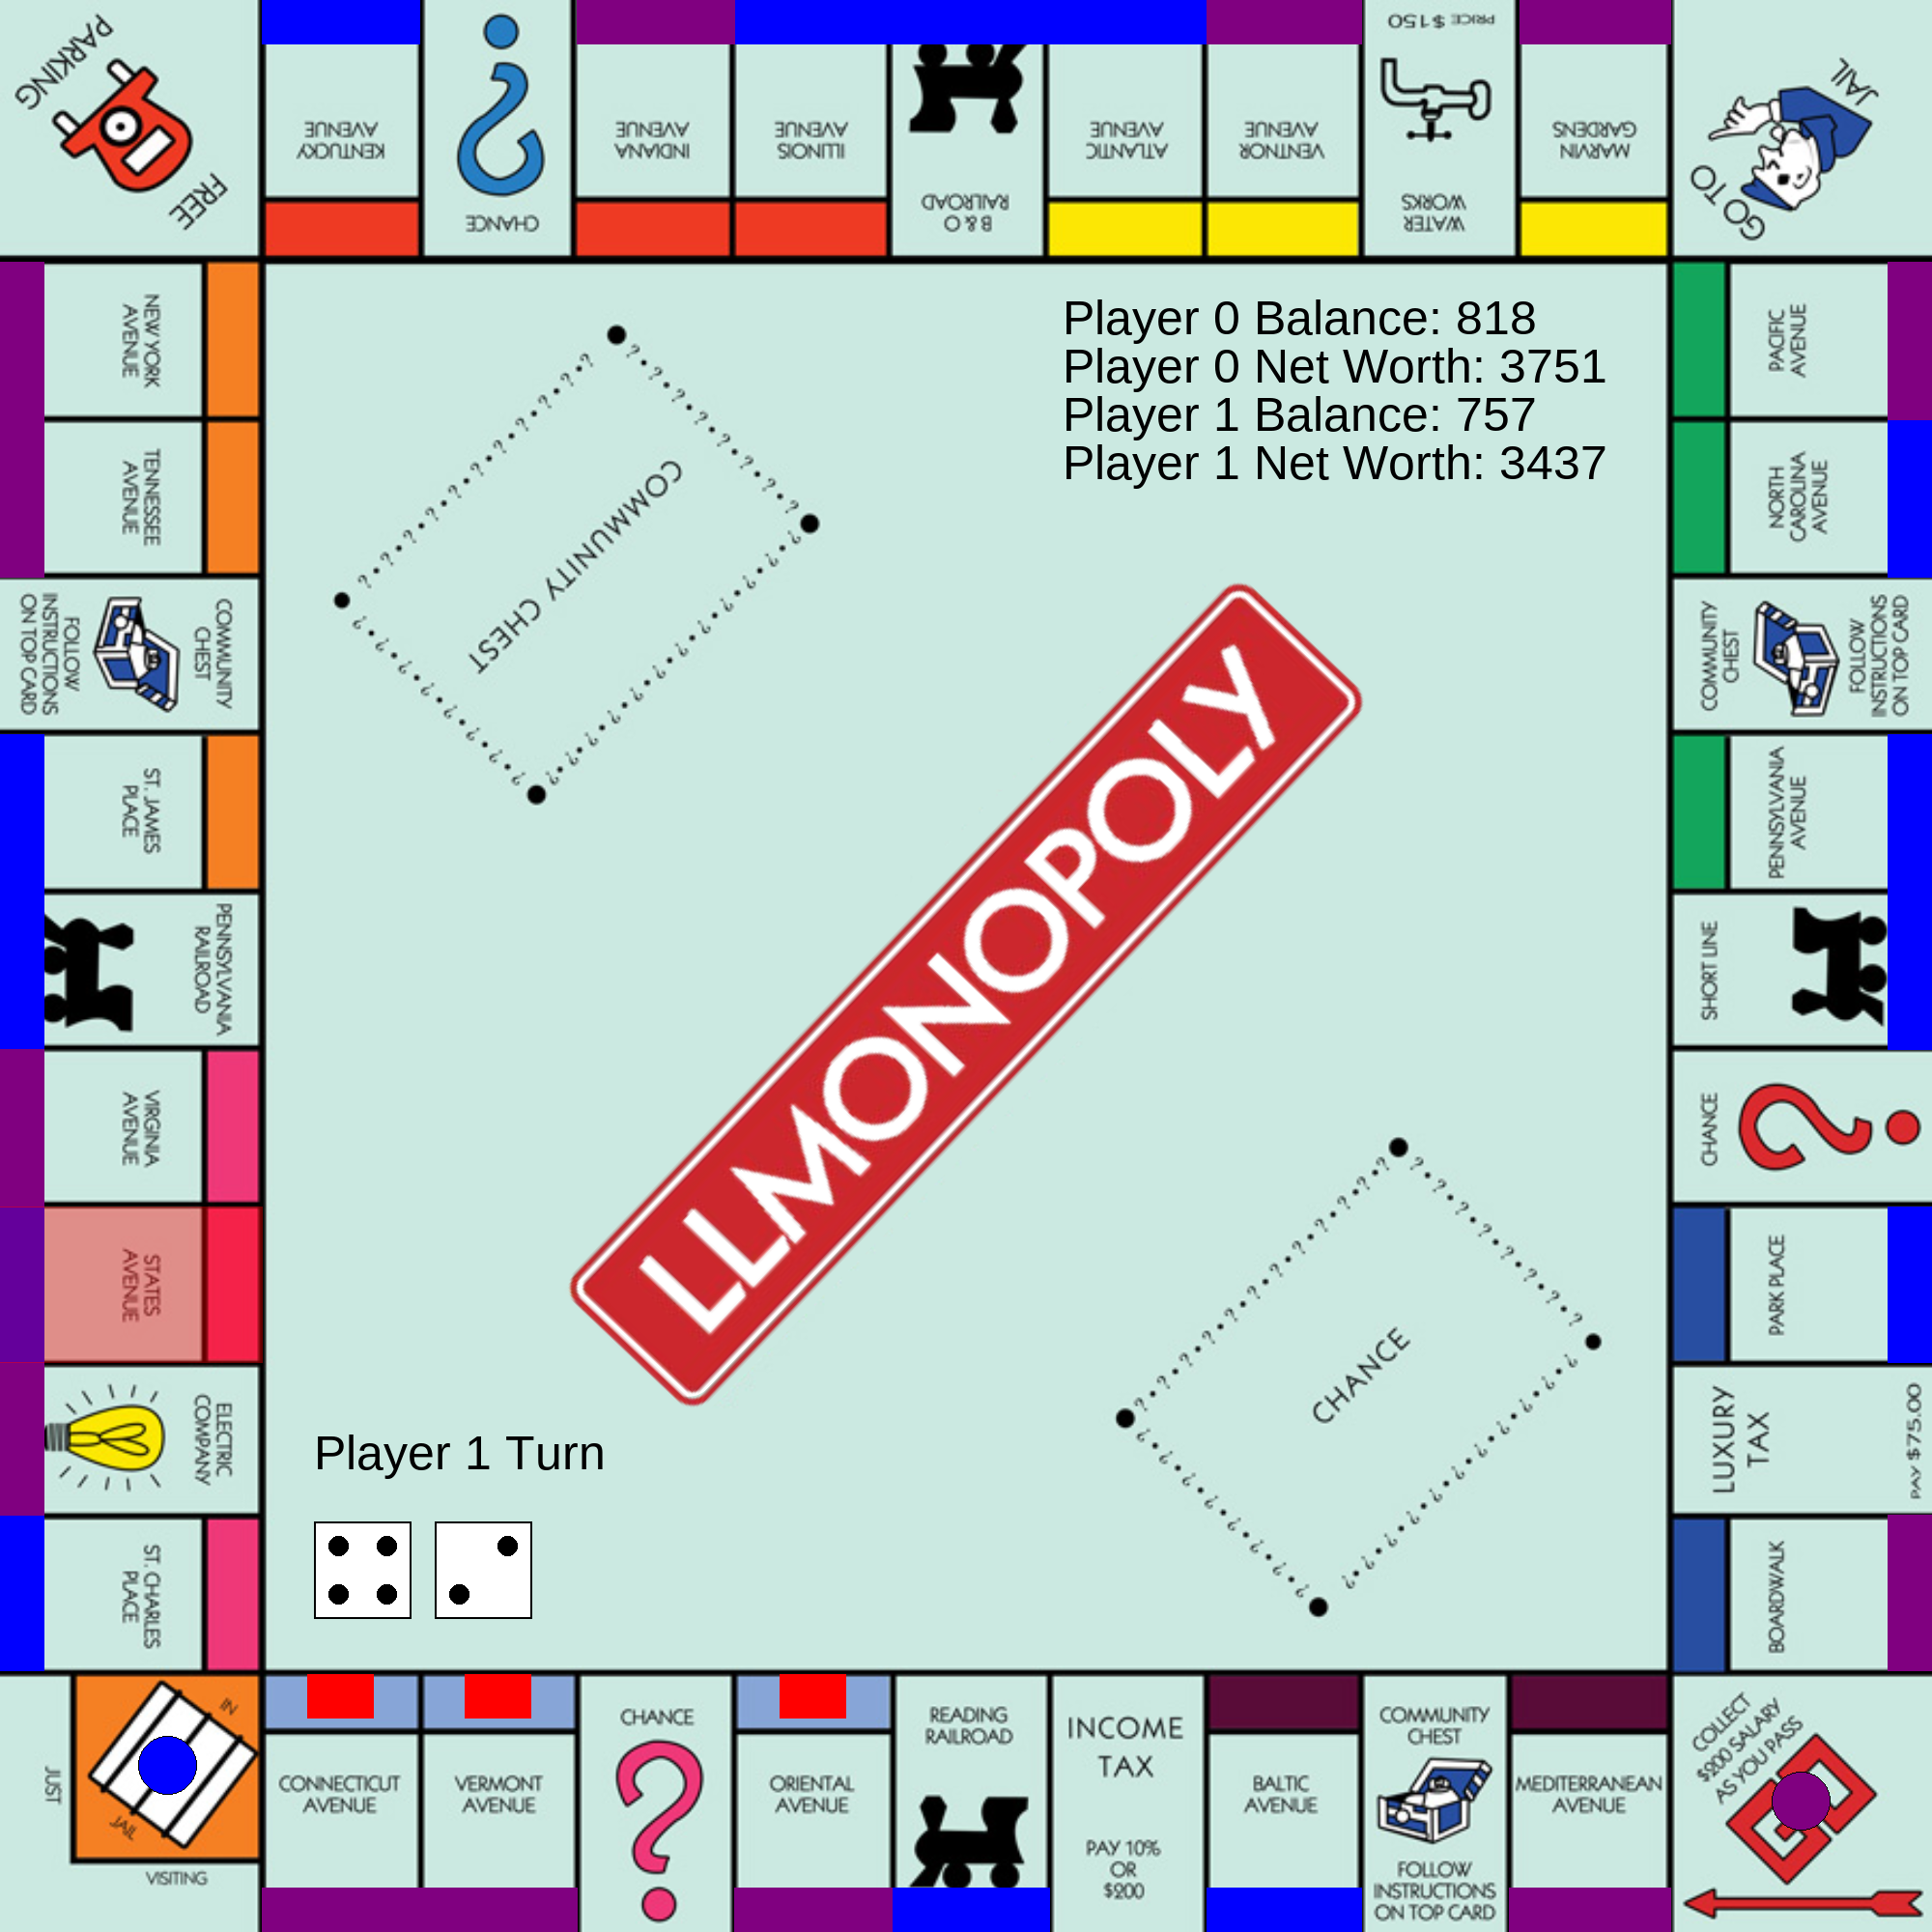 PARKING
FREE
KENTUCKY
AVENUE
CHANCE
INDIANA
AVENUE
ILLINOIS
AVENUE
B & O
RAILROAD
ATLANTIC
AVENUE
VENTNOR
AVENUE
PRICE $150
WATER
WORKS
MARVIN
GARDENS
GO TO
JAIL
NEW YORK
AVENUE
TENNESSEE
AVENUE
COMMUNITY
CHEST
FOLLOW
INSTRUCTIONS
ON TOP CARD
ST. JAMES
PLACE
PENNSYLVANIA
RAILROAD
VIRGINIA
AVENUE
STATES
AVENUE
ELECTRIC
COMPANY
ST. CHARLES
PLACE
Player 0 Balance: 818
Player 0 Net Worth: 3751
Player 1 Balance: 757
Player 1 Net Worth: 3437
COMMUNITY CHEST
LLMONOPOLY
CHANCE
Player 1 Turn
PACIFIC
AVENUE
NORTH
CAROLINA
AVENUE
COMMUNITY
CHEST
FOLLOW
INSTRUCTIONS
ON TOP CARD
PENNSYLVANIA
AVENUE
SHORT LINE
CHANCE
PARK PLACE
LUXURY
TAX
PAY $75.00
BOARDWALK
JUST
VISITING
IN
JAIL
CONNECTICUT
AVENUE
VERMONT
AVENUE
CHANCE
ORIENTAL
AVENUE
READING
RAILROAD
INCOME
TAX
PAY 10%
OR
$200
BALTIC
AVENUE
COMMUNITY
CHEST
FOLLOW
INSTRUCTIONS
ON TOP CARD
MEDITERRANEAN
AVENUE
COLLECT
$200 SALARY
AS YOU PASS